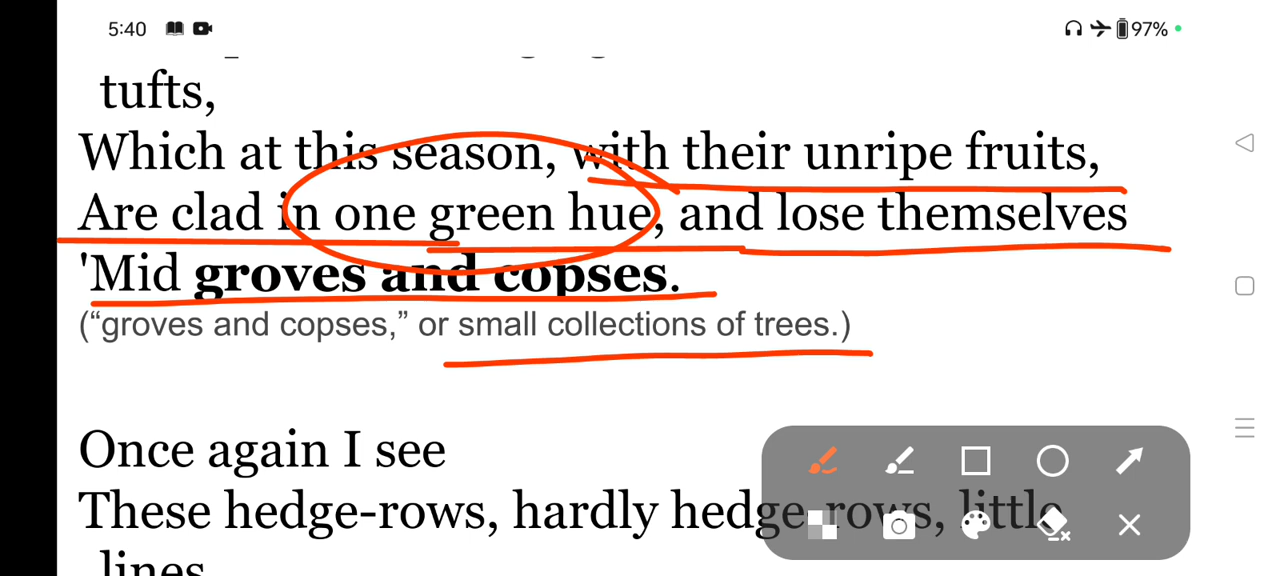 5:40 97%
tufts,
Which at this season, with their unripe fruits,
Are clad in one green hue, and lose themselves
'Mid groves and copses.
(“groves and copses,” or small collections of trees.)
Once again I see
These hedge-rows, hardly hedge-rows, little
lines